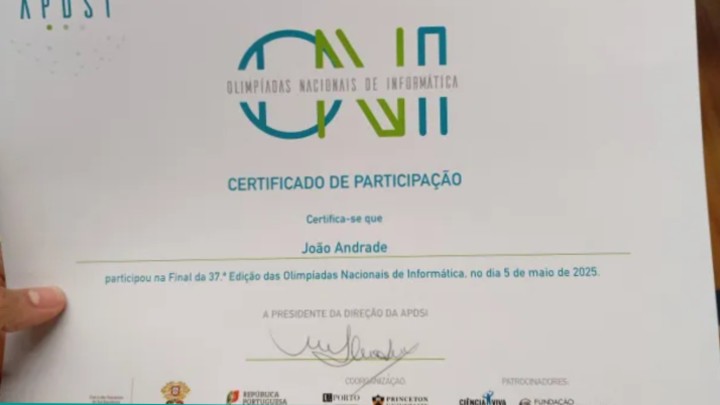 APDSI
ONI
OLIMPÍADAS NACIONAIS DE INFORMÁTICA
CERTIFICADO DE PARTICIPAÇÃO
Certifica-se que
João Andrade
participou na Final da 37.ª Edição das Olimpíadas Nacionais de Informática, no dia 5 de maio de 2025.
A PRESIDENTE DA DIREÇÃO DA APDSI
COORGANIZAÇÃO: PATROCINADORES:
REPÚBLICA PORTUGUESA U.PORTO PRINCETON CIÊNCIA VIVA FUNDAÇÃO